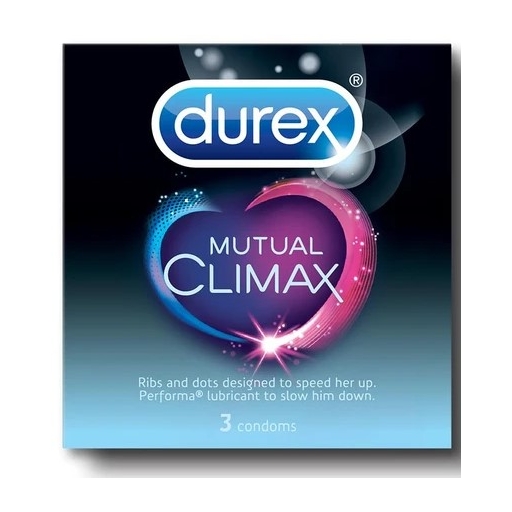 durex®
MUTUAL
CLIMAX
Ribs and dots designed to speed her up.
Performa® lubricant to slow him down.
3 condoms